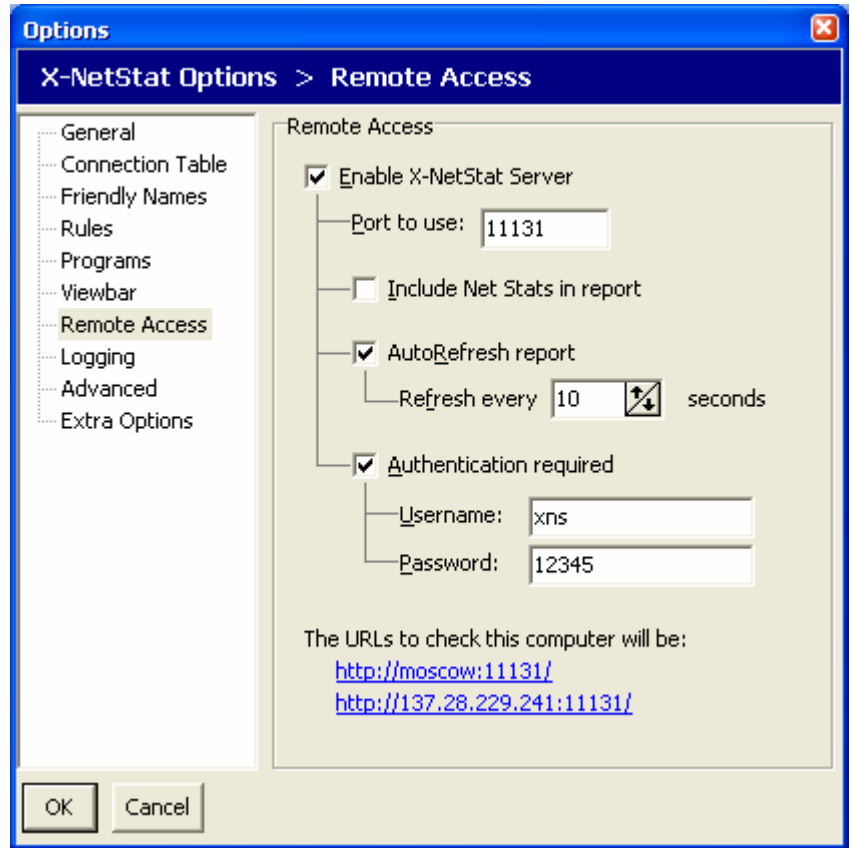 Options
X-NetStat Options > Remote Access
General
Connection Table
Friendly Names
Rules
Programs
Viewbar
Remote Access
Logging
Advanced
Extra Options
Remote Access
Enable X-NetStat Server
Port to use: 11131
Include Net Stats in report
AutoRefresh report
Refresh every 10 seconds
Authentication required
Username: xns
Password: 12345
The URLs to check this computer will be:
http://moscow:11131/
http://137.28.229.241:11131/
OK Cancel